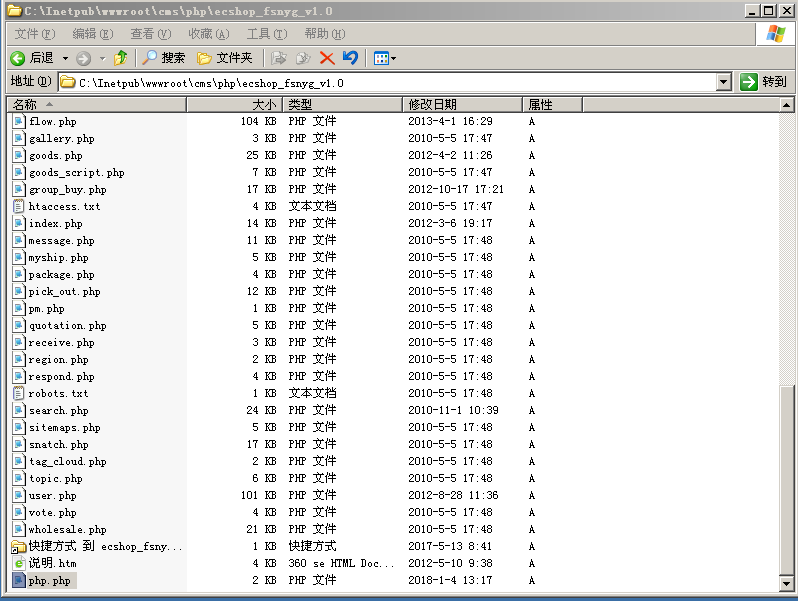 C:\Inetpub\wwwroot\cms\php\ecshop_fsnyg_v1.0
文件(F) 编辑(E) 查看(V) 收藏(A) 工具(T) 帮助(H)
后退 搜索 文件夹
地址(D) C:\Inetpub\wwwroot\cms\php\ecshop_fsnyg_v1.0 转到
名称 大小 类型 修改日期 属性
flow.php 104 KB PHP 文件 2013-4-1 16:29 A
gallery.php 3 KB PHP 文件 2010-5-5 17:47 A
goods.php 25 KB PHP 文件 2012-4-2 11:26 A
goods_script.php 7 KB PHP 文件 2010-5-5 17:47 A
group_buy.php 17 KB PHP 文件 2012-10-17 17:21 A
htaccess.txt 4 KB 文本文档 2010-5-5 17:47 A
index.php 14 KB PHP 文件 2012-3-6 19:17 A
message.php 11 KB PHP 文件 2010-5-5 17:48 A
myship.php 5 KB PHP 文件 2010-5-5 17:48 A
package.php 4 KB PHP 文件 2010-5-5 17:48 A
pick_out.php 12 KB PHP 文件 2010-5-5 17:48 A
pm.php 1 KB PHP 文件 2010-5-5 17:48 A
quotation.php 5 KB PHP 文件 2010-5-5 17:48 A
receive.php 3 KB PHP 文件 2010-5-5 17:48 A
region.php 2 KB PHP 文件 2010-5-5 17:48 A
respond.php 4 KB PHP 文件 2010-5-5 17:48 A
robots.txt 1 KB 文本文档 2010-5-5 17:48 A
search.php 24 KB PHP 文件 2010-11-1 10:39 A
sitemaps.php 5 KB PHP 文件 2010-5-5 17:48 A
snatch.php 17 KB PHP 文件 2010-5-5 17:48 A
tag_cloud.php 2 KB PHP 文件 2010-5-5 17:48 A
topic.php 6 KB PHP 文件 2010-5-5 17:48 A
user.php 101 KB PHP 文件 2012-8-28 11:36 A
vote.php 4 KB PHP 文件 2010-5-5 17:48 A
wholesale.php 21 KB PHP 文件 2010-5-5 17:48 A
快捷方式 到 ecshop_fsny... 1 KB 快捷方式 2017-5-13 8:41 A
说明.htm 4 KB 360 se HTML Doc... 2012-5-10 9:38 A
php.php 2 KB PHP 文件 2018-1-4 13:17 A